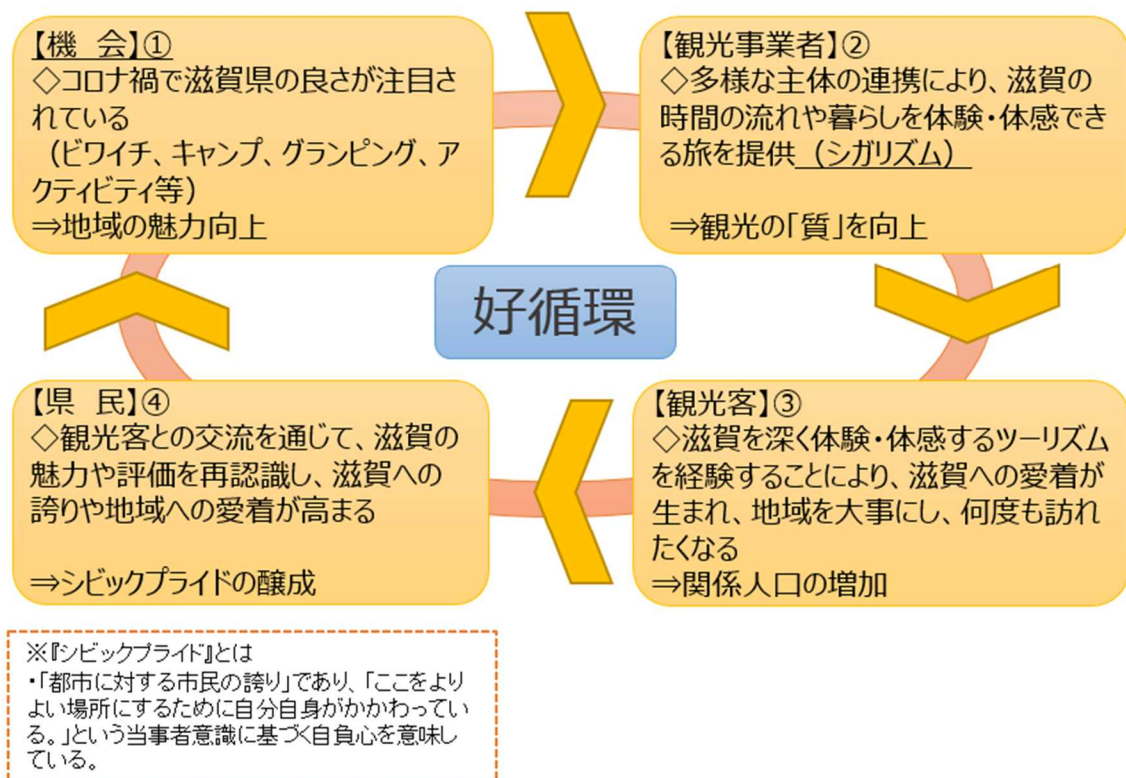 【機　会】①
◇コロナ禍で滋賀県の良さが注目さ
れている
（ビワイチ、キャンプ、グランピング、ア
クティビティ等）
⇒地域の魅力向上
【観光事業者】②
◇多様な主体の連携により、滋賀の
時間の流れや暮らしを体験・体感でき
る旅を提供（シガリズム）
⇒観光の「質」を向上
好循環
【観光客】③
◇滋賀を深く体験・体感するツーリズム
を経験することにより、滋賀への愛着が
生まれ、地域を大事にし、何度も訪れ
たくなる
⇒関係人口の増加
【県　民】④
◇観光客との交流を通じて、滋賀の
魅力や評価を再認識し、滋賀への
誇りや地域への愛着が高まる
⇒シビックプライドの醸成
※『シビックプライド』とは
・「都市に対する市民の誇り」であり、「ここをより
よい場所にするために自分自身がかかわってい
る。」という当事者意識に基づく自負心を意味し
ている。